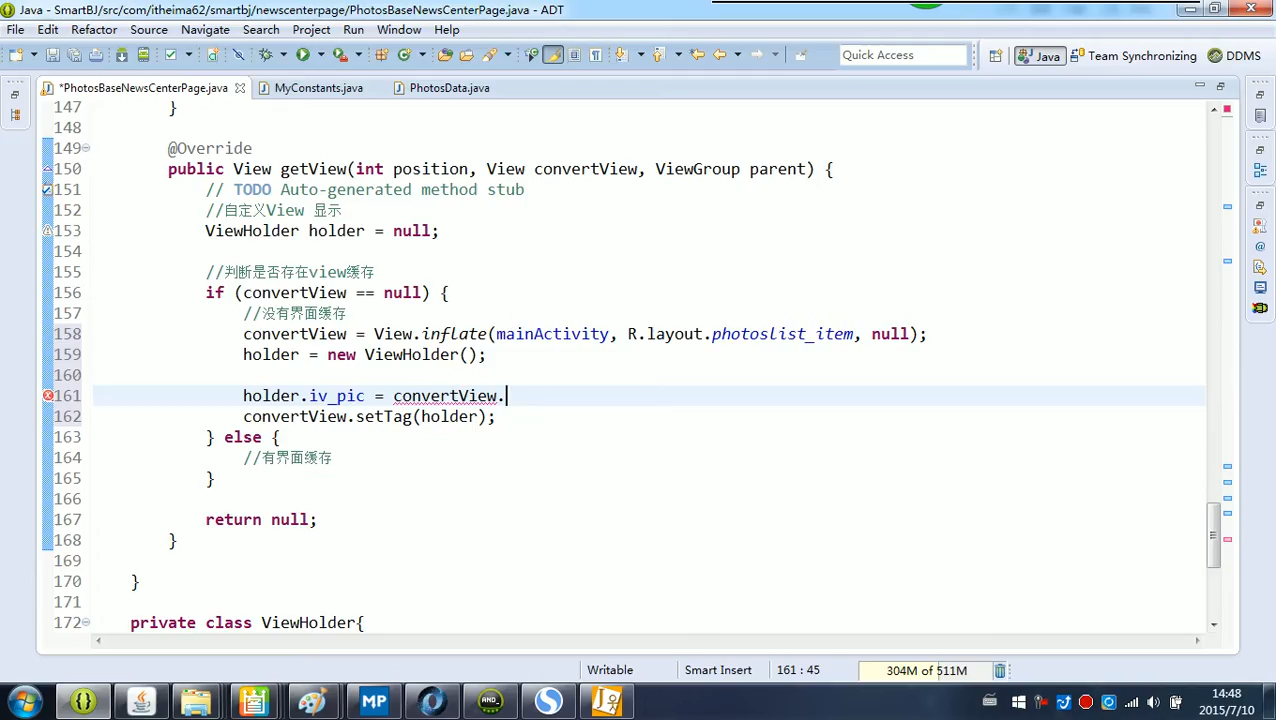 Java - SmartBJ/src/com/itheima62/smartbj/newscenterpage/PhotosBaseNewsCenterPage.java - ADT
File Edit Refactor Source Navigate Search Project Run Window Help
Quick Access Java Team Synchronizing DDMS
*PhotosBaseNewsCenterPage.java MyConstants.java PhotosData.java
147 }
148
149 @Override
150 public View getView(int position, View convertView, ViewGroup parent) {
151 // TODO Auto-generated method stub
152 //自定义View 显示
153 ViewHolder holder = null;
154
155 //判断是否存在view缓存
156 if (convertView == null) {
157 //没有界面缓存
158 convertView = View.inflate(mainActivity, R.layout.photoslist_item, null);
159 holder = new ViewHolder();
160
161 holder.iv_pic = convertView.
162 convertView.setTag(holder);
163 } else {
164 //有界面缓存
165 }
166
167 return null;
168 }
169
170 }
171
172 private class ViewHolder{
Writable Smart Insert 161 : 45 304M of 511M
MP AND_
14:48
2015/7/10